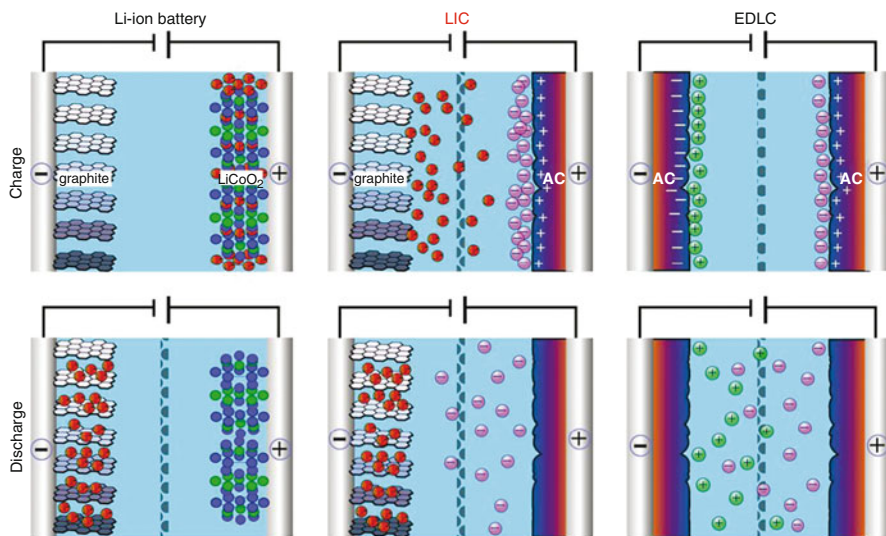 Li-ion battery
LIC
EDLC
Charge
−
graphite
LiCoO₂
+
−
graphite
AC
+
−
AC
AC
+
Discharge
−
+
−
+
−
+